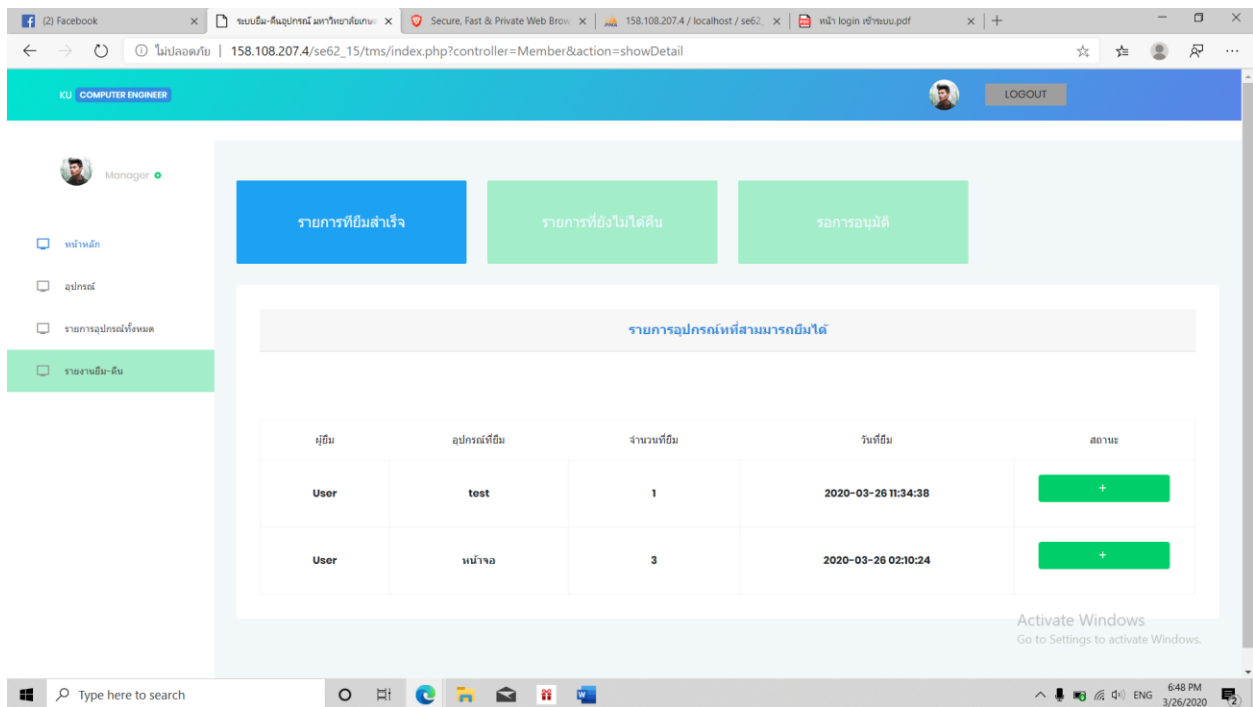 (2) Facebook
ระบบยืม-คืนอุปกรณ์ มหาวิทยาลัยเกษ
Secure, Fast & Private Web Brow
158.108.207.4 / localhost / se62_
หน้า login เข้าระบบ.pdf
ไม่ปลอดภัย | 158.108.207.4/se62_15/tms/index.php?controller=Member&action=showDetail
KU COMPUTER ENGINEER
LOGOUT
Manager
หน้าหลัก
อุปกรณ์
รายการอุปกรณ์ทั้งหมด
รายงานยืม-คืน
รายการที่ยืมสำเร็จ
รายการที่ยังไม่ได้คืน
รอการอนุมัติ
รายการอุปกรณ์ทที่สามมารถยืมได้
ผู้ยืม อุปกรณ์ที่ยืม จำนวนที่ยืม วันที่ยืม สถานะ
User test 1 2020-03-26 11:34:38 +
User หน้าจอ 3 2020-03-26 02:10:24 +
Activate Windows
Go to Settings to activate Windows.
Type here to search
ENG
6:48 PM
3/26/2020
2